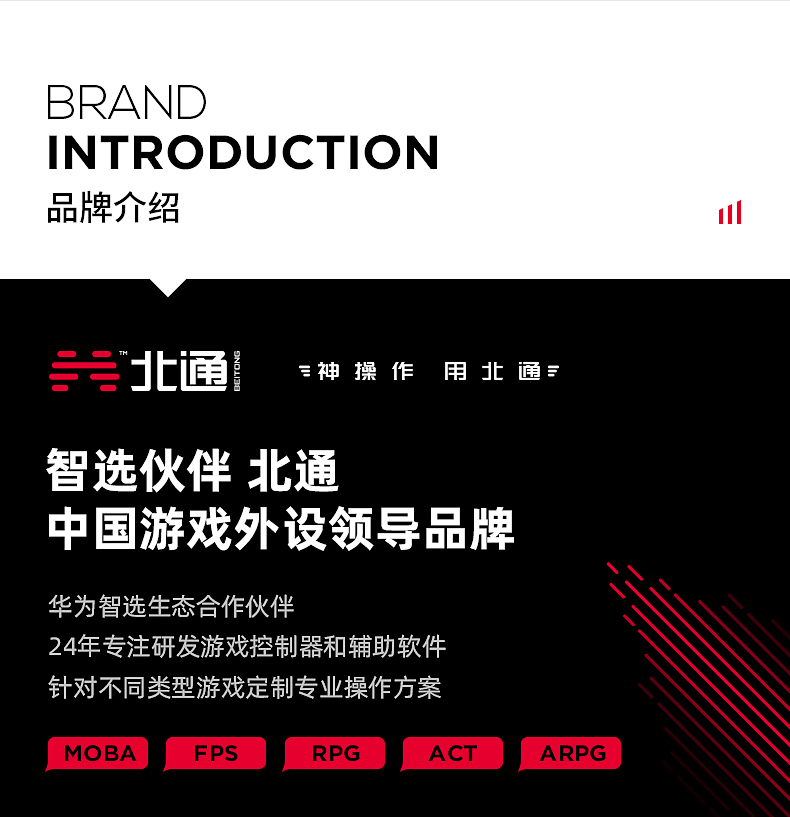 BRAND
INTRODUCTION
品牌介绍
TM 北通 BEITONG
神操作 用北通
智选伙伴 北通
中国游戏外设领导品牌
华为智选生态合作伙伴
24年专注研发游戏控制器和辅助软件
针对不同类型游戏定制专业操作方案
MOBA FPS RPG ACT ARPG